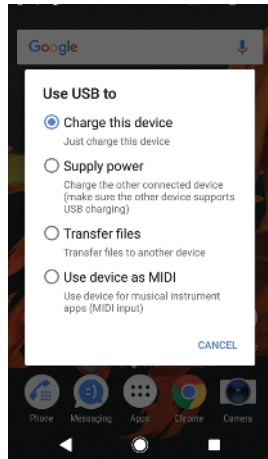 Google
Use USB to
Charge this device
Just charge this device
Supply power
Charge the other connected device
(make sure the other device supports
USB charging)
Transfer files
Transfer files to another device
Use device as MIDI
Use device for musical instrument
apps (MIDI input)
CANCEL
Phone Messaging Apps Chrome Camera